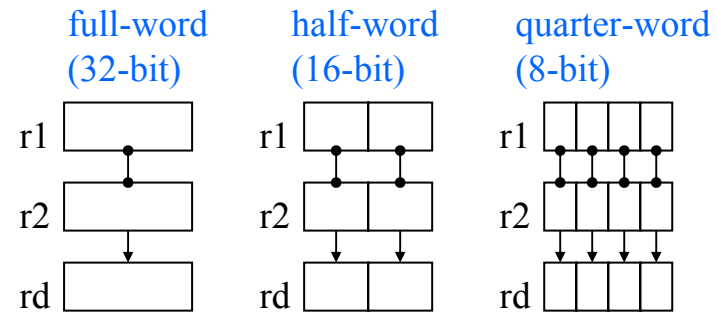 full-word
(32-bit)
half-word
(16-bit)
quarter-word
(8-bit)
r1
r2
rd
r1
r2
rd
r1
r2
rd